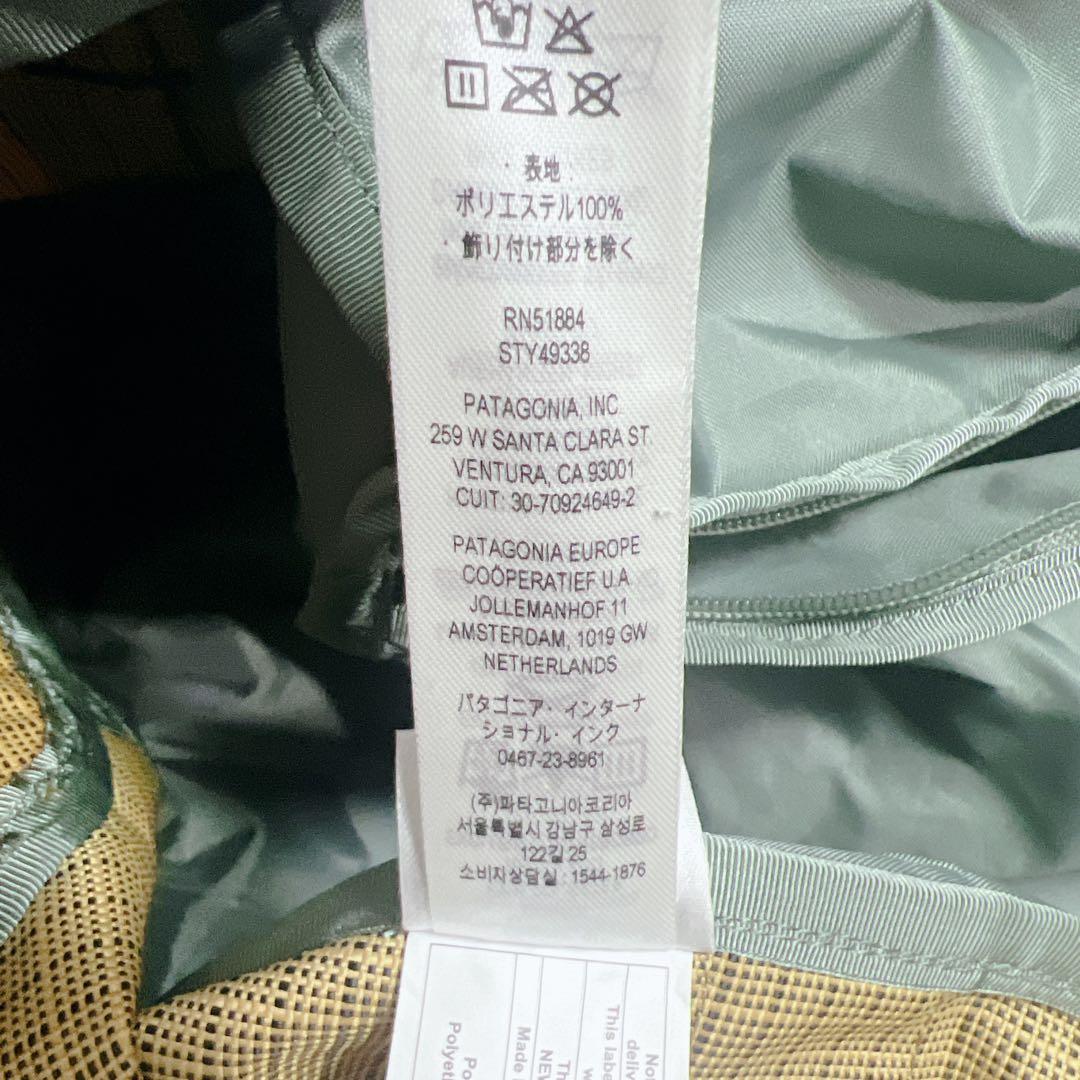 ・表地:
ポリエステル100%
・飾り付け部分を除く
RN51884
STY49338
PATAGONIA, INC
259 W SANTA CLARA ST
VENTURA, CA 93001
CUIT: 30-70924649-2
PATAGONIA EUROPE
COÖPERATIEF U.A
JOLLEMANHOF 11
AMSTERDAM, 1019 GW
NETHERLANDS
パタゴニア・インターナ
ショナル・インク
0467-23-8961
(주)파타고니아코리아
서울특별시 강남구 삼성로
122길 25
소비자상담실 : 1544-1876
This label
NEW
Made